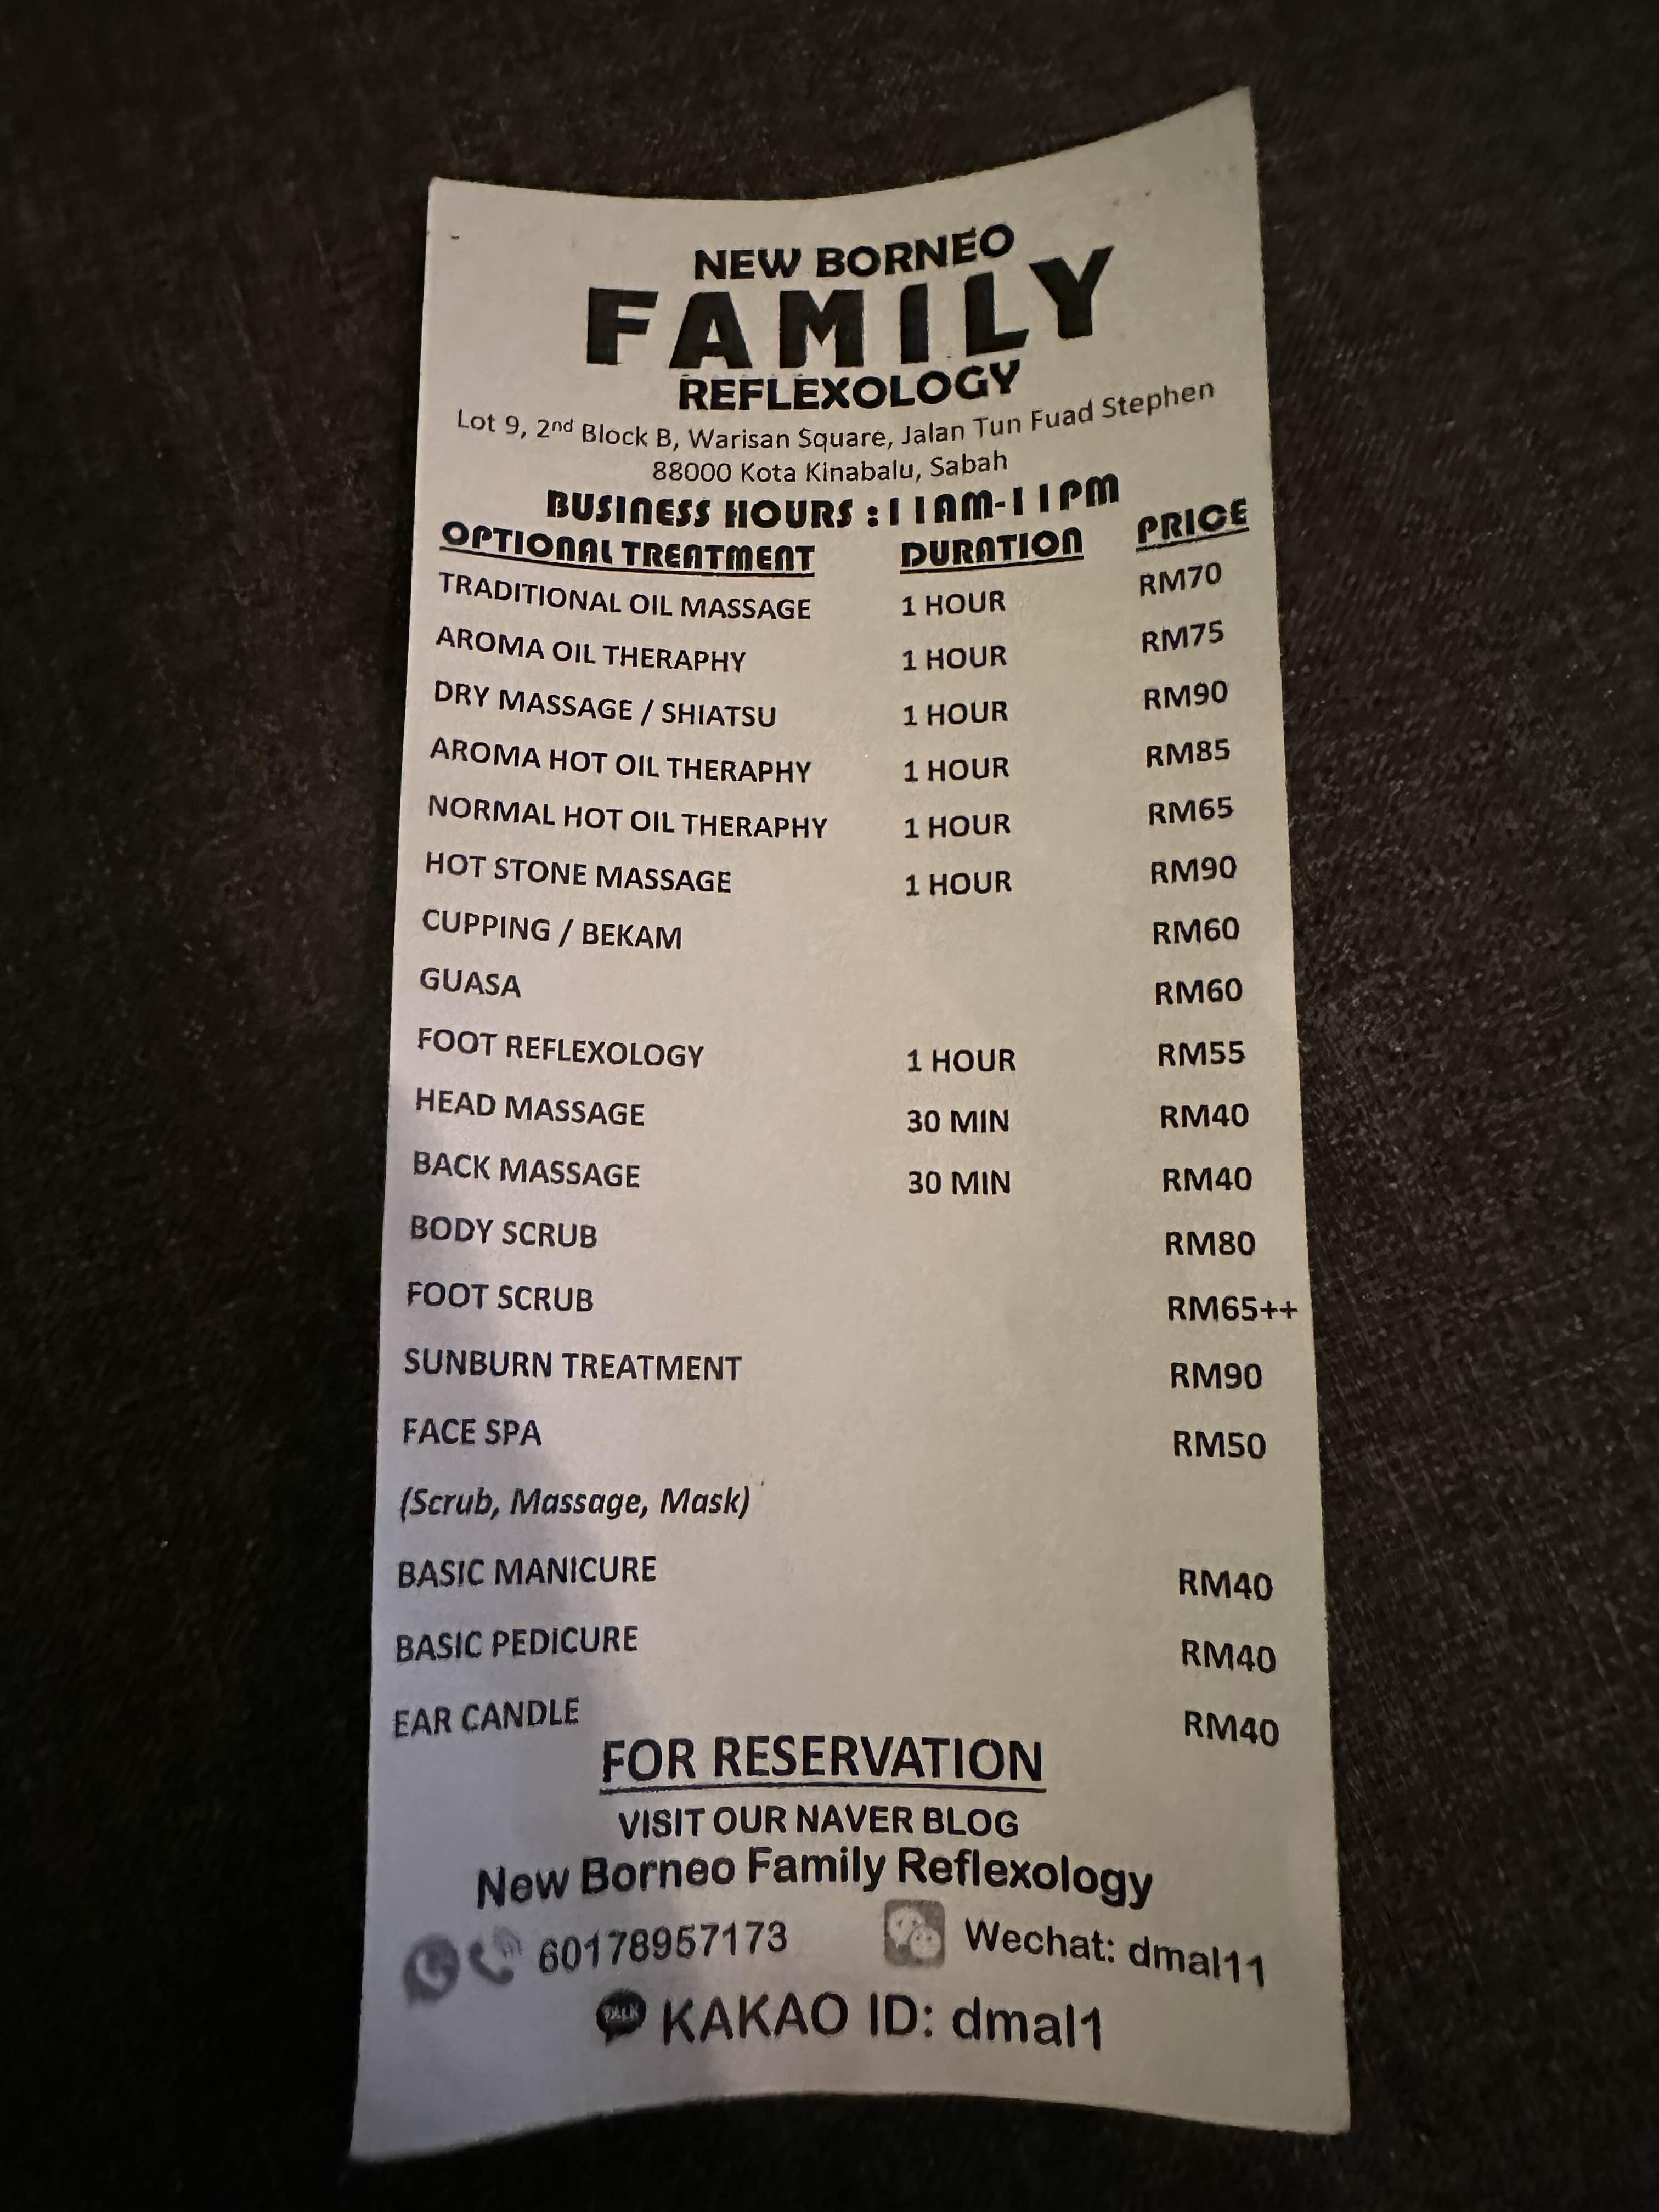 NEW BORNEO
FAMILY
REFLEXOLOGY
Lot 9, 2nd Block B, Warisan Square, Jalan Tun Fuad Stephen
88000 Kota Kinabalu, Sabah
BUSINESS HOURS : 11AM-11PM
OPTIONAL TREATMENT DURATION PRICE
TRADITIONAL OIL MASSAGE 1 HOUR RM70
AROMA OIL THERAPHY 1 HOUR RM75
DRY MASSAGE / SHIATSU 1 HOUR RM90
AROMA HOT OIL THERAPHY 1 HOUR RM85
NORMAL HOT OIL THERAPHY 1 HOUR RM65
HOT STONE MASSAGE 1 HOUR RM90
CUPPING / BEKAM RM60
GUASA RM60
FOOT REFLEXOLOGY 1 HOUR RM55
HEAD MASSAGE 30 MIN RM40
BACK MASSAGE 30 MIN RM40
BODY SCRUB RM80
FOOT SCRUB RM65++
SUNBURN TREATMENT RM90
FACE SPA RM50
(Scrub, Massage, Mask)
BASIC MANICURE RM40
BASIC PEDICURE RM40
EAR CANDLE RM40
FOR RESERVATION
VISIT OUR NAVER BLOG
New Borneo Family Reflexology
60178957173 Wechat: dmal11
TALK KAKAO ID: dmal1